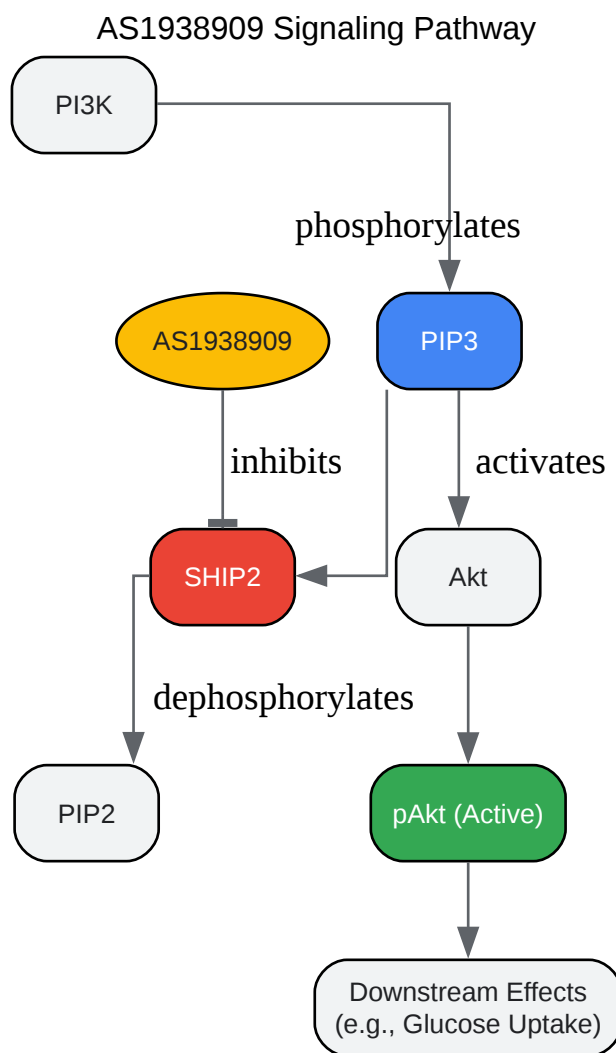 AS1938909 Signaling Pathway
PI3K
phosphorylates
AS1938909
PIP3
inhibits
activates
SHIP2
Akt
dephosphorylates
PIP2
pAkt (Active)
Downstream Effects
(e.g., Glucose Uptake)